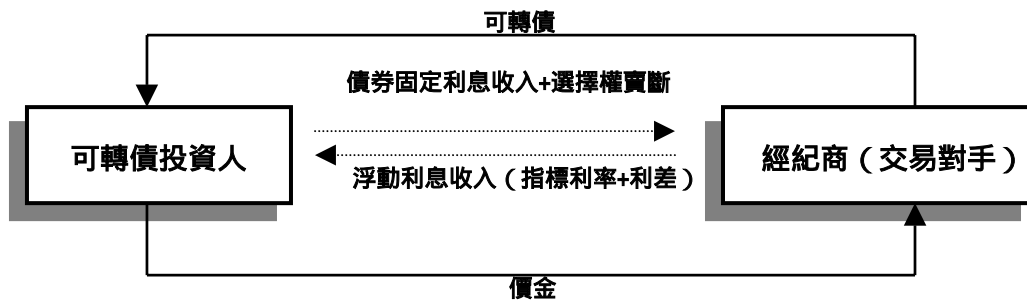 可轉債
債券固定利息收入+選擇權賣斷
可轉債投資人
經紀商（交易對手）
浮動利息收入（指標利率+利差）
價金